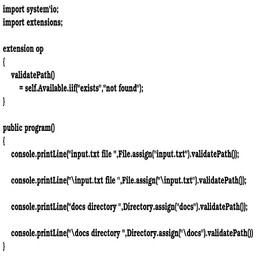 import system'io;
import extensions;
extension op
{
validatePath()
= self.Available.iif("exists","not found");
}
public program()
{
console.printLine("input.txt file ",File.assign("input.txt").validatePath());
console.printLine("\input.txt file ",File.assign("\input.txt").validatePath());
console.printLine("docs directory ",Directory.assign("docs").validatePath());
console.printLine("\docs directory ",Directory.assign("\docs").validatePath())
}